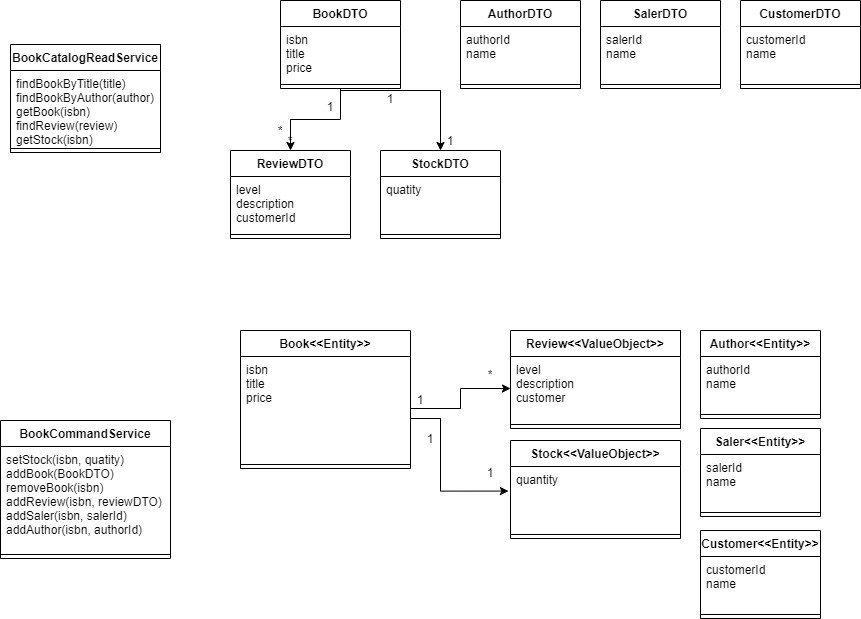 BookDTO
isbn
title
price
AuthorDTO
authorId
name
SalerDTO
salerId
name
CustomerDTO
customerId
name
BookCatalogReadService
findBookByTitle(title)
findBookByAuthor(author)
getBook(isbn)
findReview(review)
getStock(isbn)
1
1
*
*
1
ReviewDTO
level
description
customerId
StockDTO
quatity
Book<<Entity>>
isbn
title
price
Review<<ValueObject>>
level
description
customer
Author<<Entity>>
authorId
name
*
1
1
1
BookCommandService
setStock(isbn, quatity)
addBook(BookDTO)
removeBook(isbn)
addReview(isbn, reviewDTO)
addSaler(isbn, salerId)
addAuthor(isbn, authorId)
Stock<<ValueObject>>
quantity
Saler<<Entity>>
salerId
name
Customer<<Entity>>
customerId
name